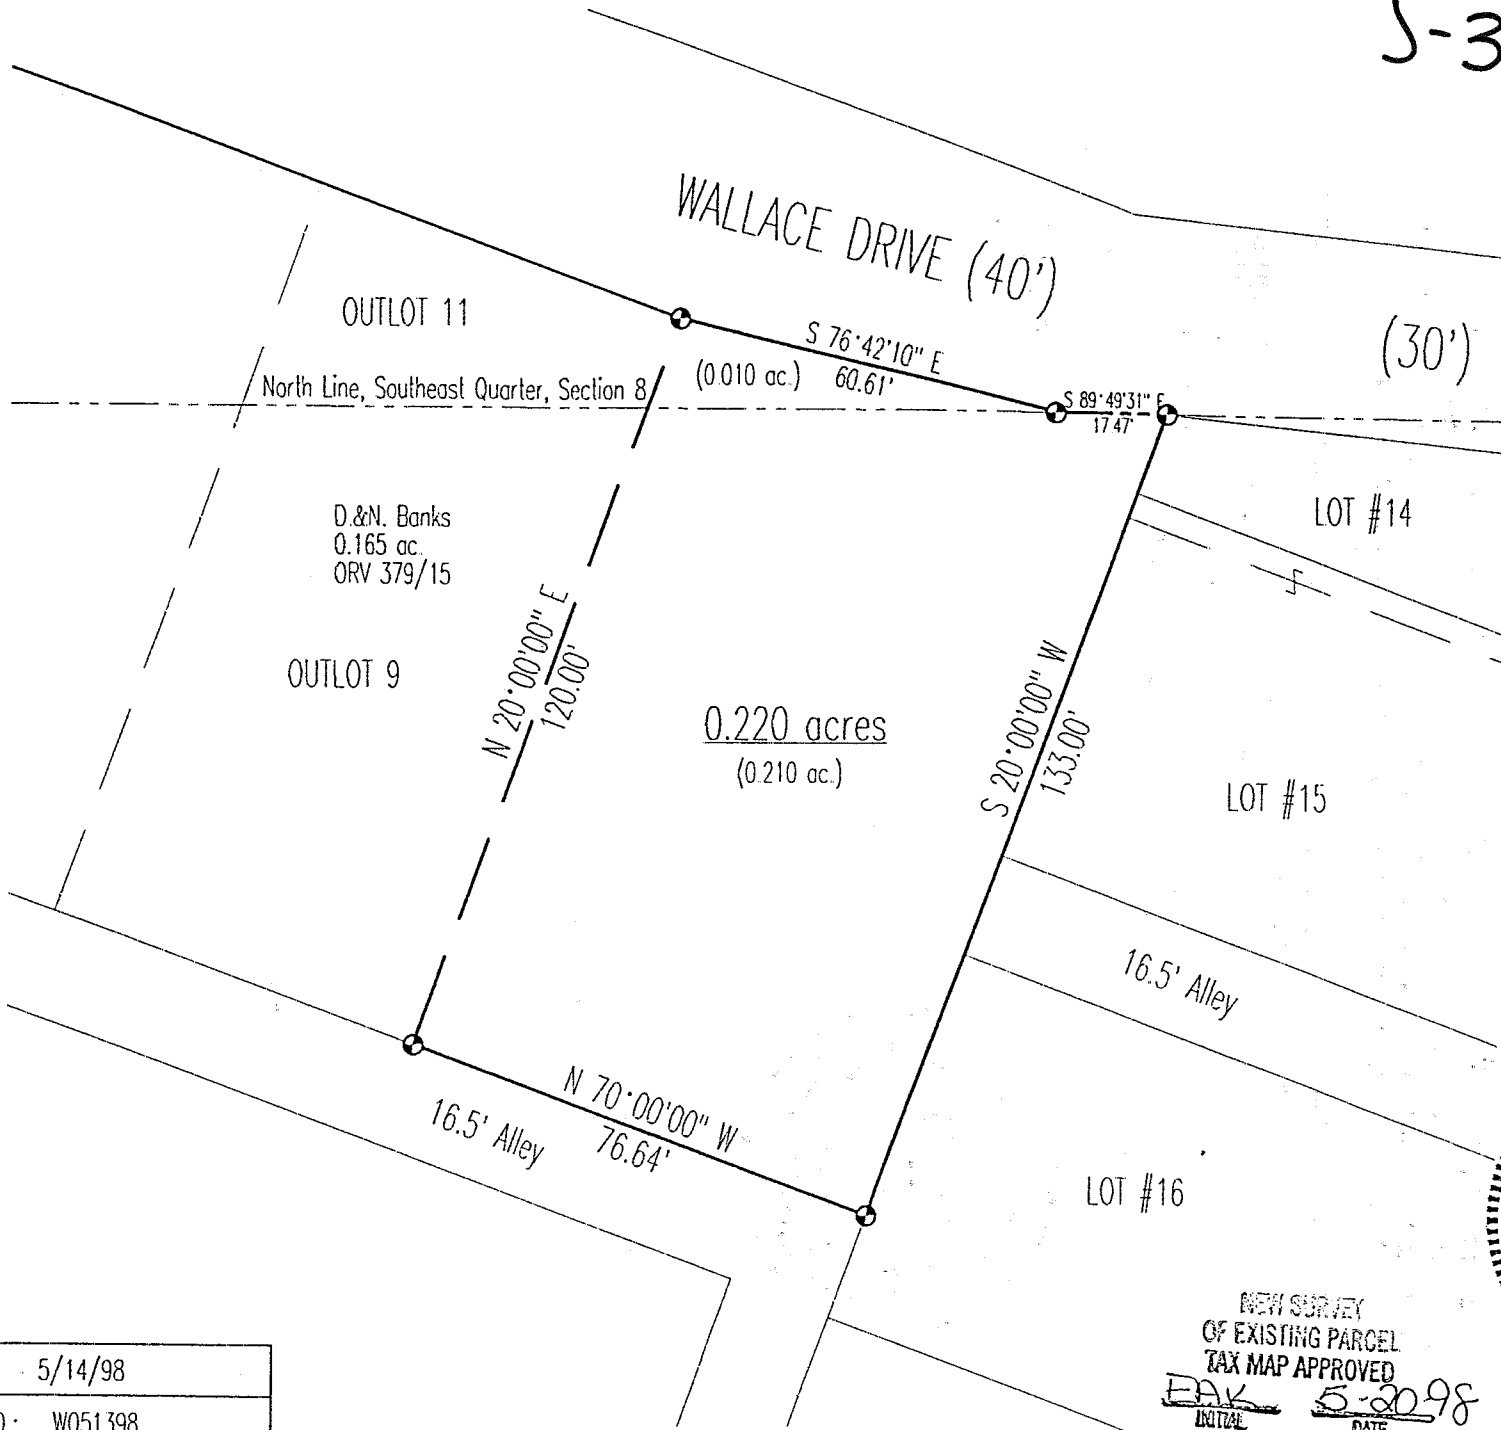 S-3
WALLACE DRIVE (40')
(30')
OUTLOT 11
S 76°42'10" E
60.61'
(0.010 ac.)
North Line, Southeast Quarter, Section 8
S 89°49'31" E
17.47'
LOT #14
D.&N. Banks
0.165 ac.
ORV 379/15
OUTLOT 9
N 20°00'00" E
120.00'
0.220 acres
(0.210 ac.)
S 20°00'00" W
133.00'
LOT #15
16.5' Alley
N 70°00'00" W
76.64'
16.5' Alley
LOT #16
NEW SURVEY
OF EXISTING PARCEL
TAX MAP APPROVED
EAK 5-20-98
INITIAL DATE
5/14/98
W051398